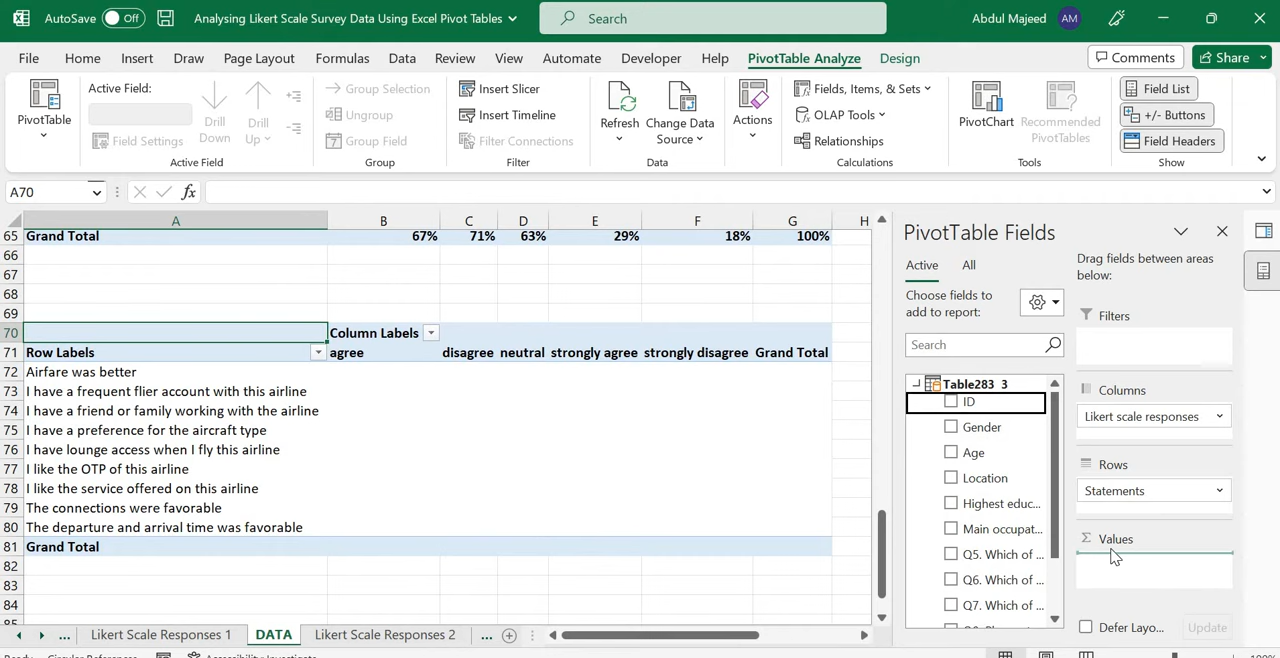 AutoSave Off Analysing Likert Scale Survey Data Using Excel Pivot Tables Search Abdul Majeed AM
File Home Insert Draw Page Layout Formulas Data Review View Automate Developer Help PivotTable Analyze Design Comments Share
PivotTable
Active Field:
Field Settings
Drill Down
Drill Up
Active Field
Group Selection
Ungroup
Group Field
Group
Insert Slicer
Insert Timeline
Filter Connections
Filter
Refresh
Change Data Source
Data
Actions
Fields, Items, & Sets
OLAP Tools
Relationships
Calculations
PivotChart
Recommended PivotTables
Tools
Field List
+/- Buttons
Field Headers
Show
A70 fx
A B C D E F G H
65 Grand Total 67% 71% 63% 29% 18% 100%
66
67
68
69
70 Column Labels
71 Row Labels agree disagree neutral strongly agree strongly disagree Grand Total
72 Airfare was better
73 I have a frequent flier account with this airline
74 I have a friend or family working with the airline
75 I have a preference for the aircraft type
76 I have lounge access when I fly this airline
77 I like the OTP of this airline
78 I like the service offered on this airline
79 The connections were favorable
80 The departure and arrival time was favorable
81 Grand Total
82
83
84
... Likert Scale Responses 1 DATA Likert Scale Responses 2 ...
PivotTable Fields
Active All
Choose fields to add to report:
Search
Table283 3
ID
Gender
Age
Location
Highest educ...
Main occupat...
Q5. Which of ...
Q6. Which of ...
Q7. Which of ...
Drag fields between areas below:
Filters
Columns
Likert scale responses
Rows
Statements
Σ Values
Defer Layo... Update